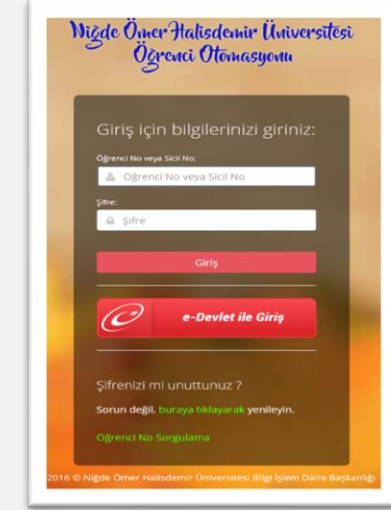 Niğde Ömer Halisdemir Üniversitesi
Öğrenci Otomasyonu
Giriş için bilgilerinizi giriniz:
Öğrenci No veya Sicil No:
Öğrenci No veya Sicil No
Şifre:
Şifre
Giriş
e-Devlet ile Giriş
Şifrenizi mi unuttunuz ?
Sorun değil, buraya tıklayarak yenileyin.
Öğrenci No Sorgulama
2016 © Niğde Ömer Halisdemir Üniversitesi Bilgi İşlem Daire Başkanlığı